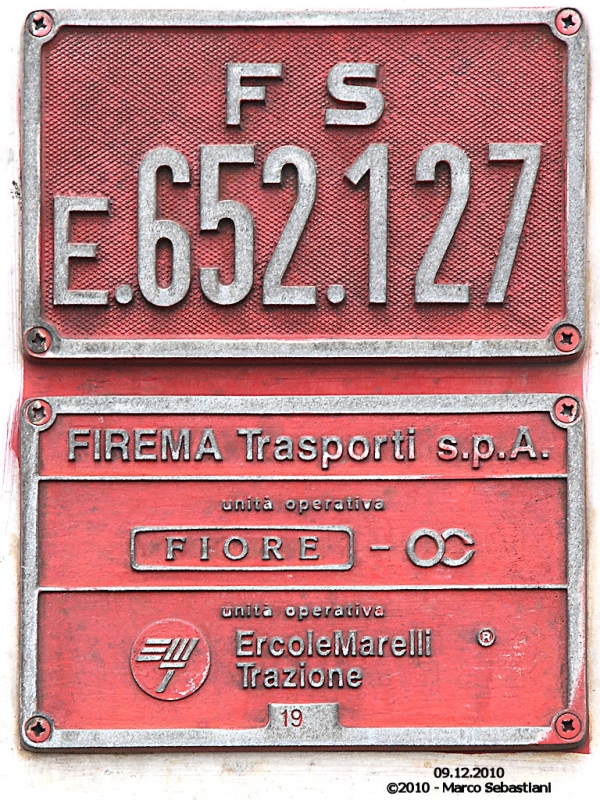 FS
E.652.127
FIREMA Trasporti s.p.A.
unità operativa
FIORE - OC
unità operativa
ErcoleMarelli ®
Trazione
19
09.12.2010
©2010 - Marco Sebastiani